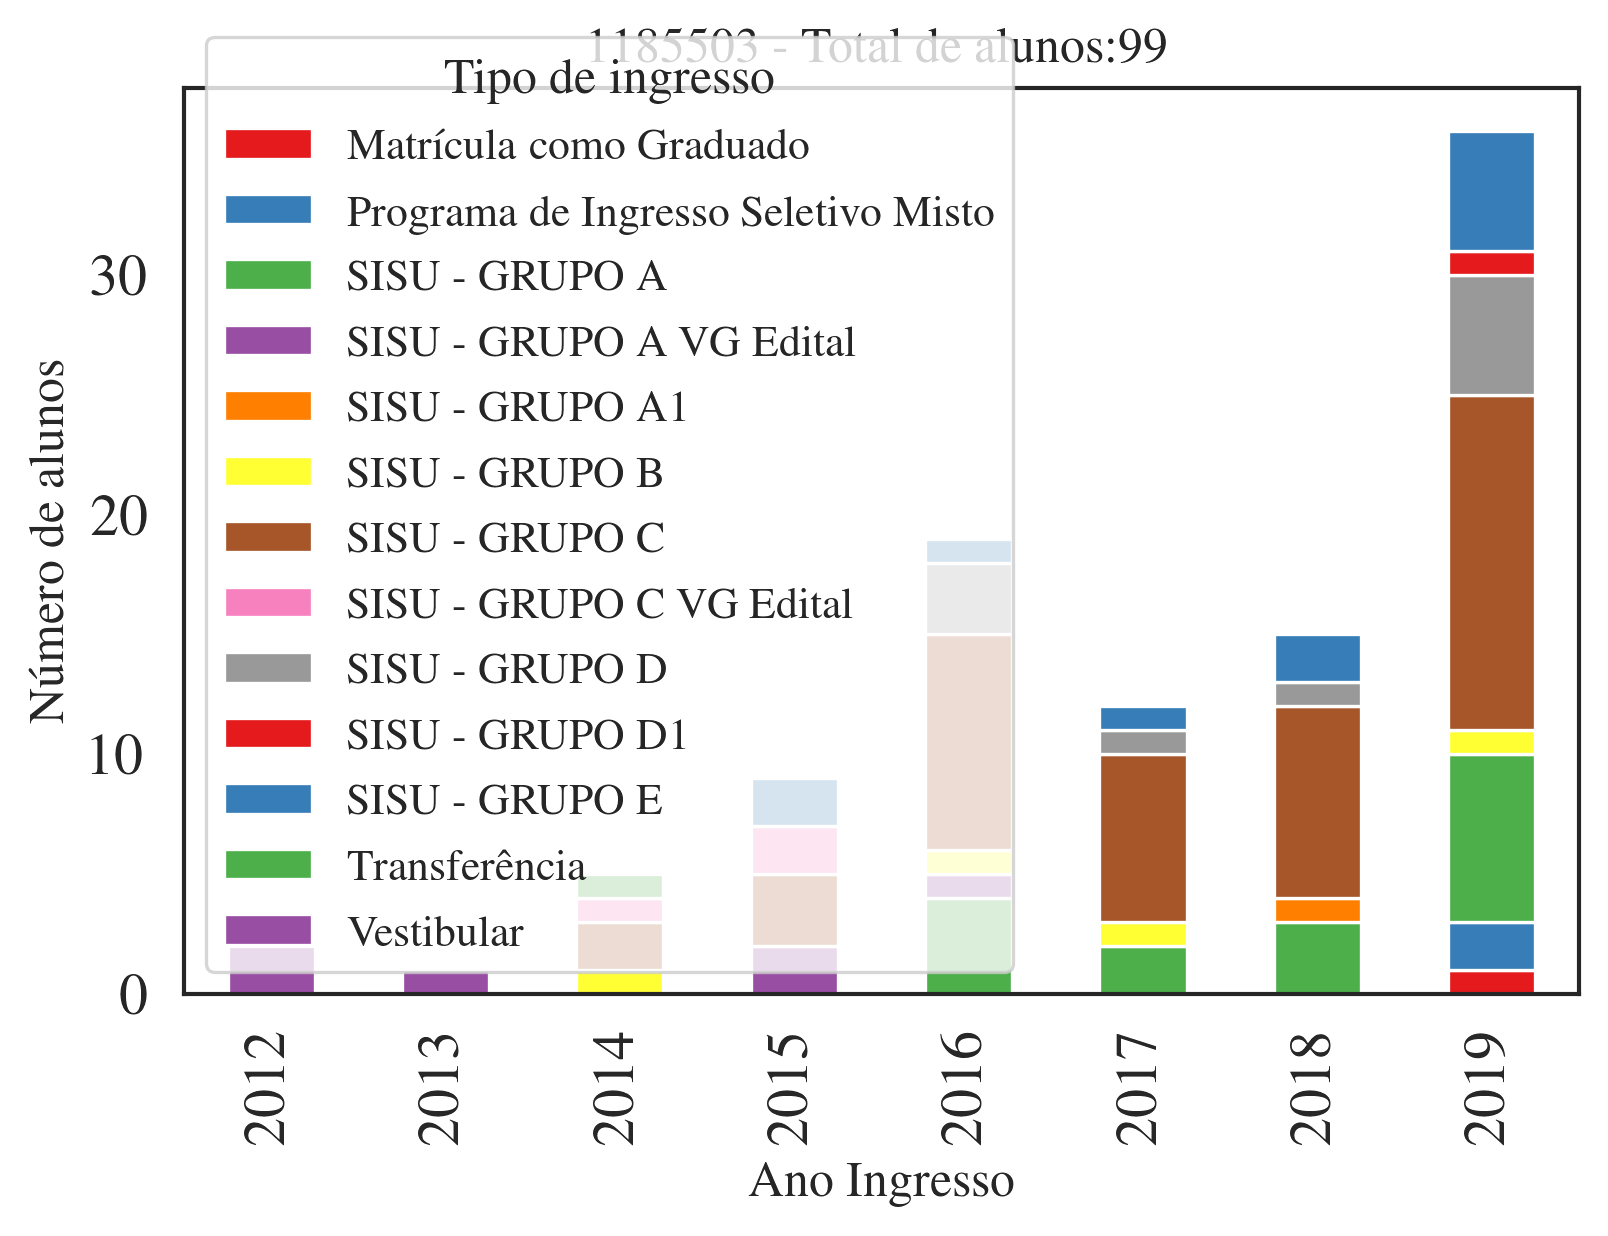 1185503 - Total de alunos:99
Tipo de ingresso
Matrícula como Graduado
Programa de Ingresso Seletivo Misto
SISU - GRUPO A
SISU - GRUPO A VG Edital
SISU - GRUPO A1
SISU - GRUPO B
SISU - GRUPO C
SISU - GRUPO C VG Edital
SISU - GRUPO D
SISU - GRUPO D1
SISU - GRUPO E
Transferência
Vestibular
Número de alunos
30
20
10
0
2012 2013 2014 2015 2016 2017 2018 2019
Ano Ingresso